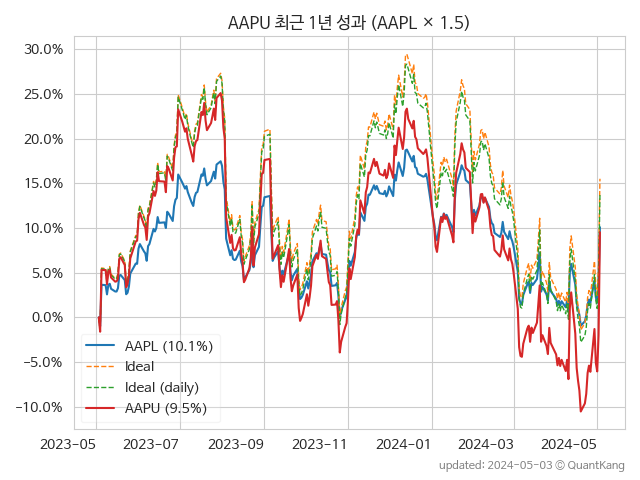 AAPU 최근 1년 성과 (AAPL × 1.5)
30.0%
25.0%
20.0%
15.0%
10.0%
5.0%
0.0%
−5.0%
−10.0%
AAPL (10.1%)
Ideal
Ideal (daily)
AAPU (9.5%)
2023-05 2023-07 2023-09 2023-11 2024-01 2024-03 2024-05
updated: 2024-05-03 © QuantKang